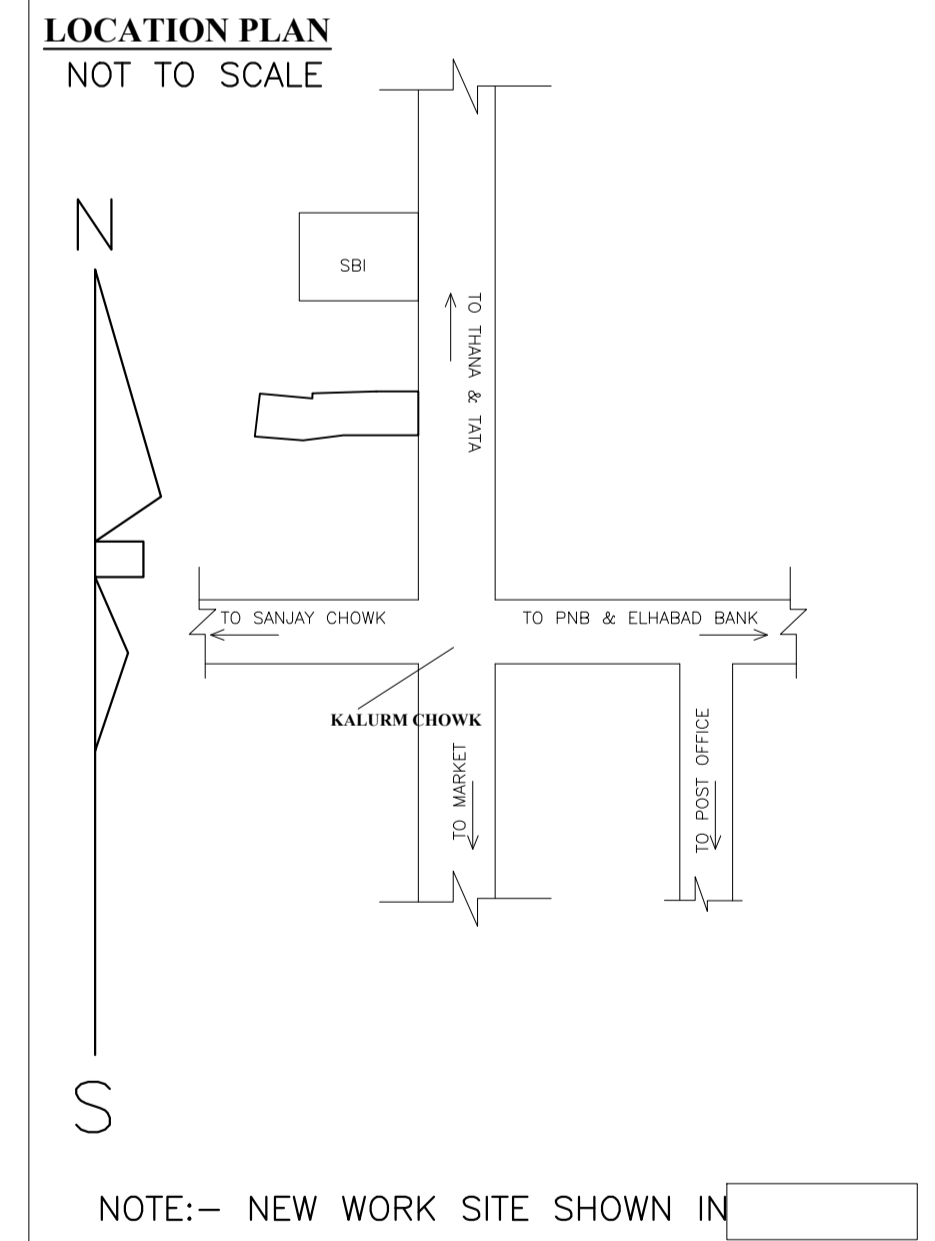 LOCATION PLAN
NOT TO SCALE
N
SBI
TO THANA & TATA
TO SANJAY CHOWK
TO PNB & ELHABAD BANK
KALURM CHOWK
TO MARKET
TO POST OFFICE
S
NOTE:– NEW WORK SITE SHOWN IN